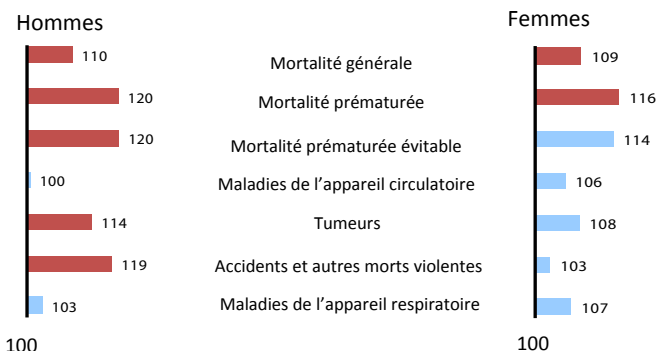 Hommes Femmes
110 Mortalité générale 109
120 Mortalité prématurée 116
120 Mortalité prématurée évitable 114
100 Maladies de l’appareil circulatoire 106
114 Tumeurs 108
119 Accidents et autres morts violentes 103
103 Maladies de l’appareil respiratoire 107
100 100